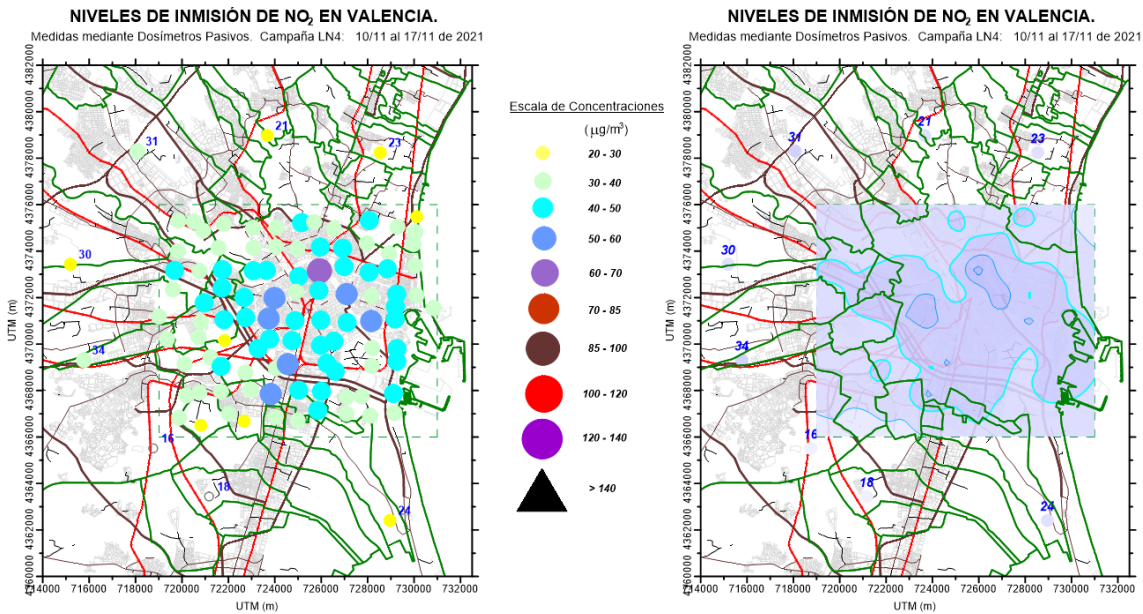 NIVELES DE INMISIÓN DE NO₂ EN VALENCIA.
Medidas mediante Dosímetros Pasivos. Campaña LN4: 10/11 al 17/11 de 2021
4382000
4380000
4378000
4376000
4374000
4372000
4370000
4368000
4366000
4364000
4362000
4360000
UTM (m)
21
31
23
30
34
16
18
24
714000 716000 718000 720000 722000 724000 726000 728000 730000 732000
UTM (m)
Escala de Concentraciones
(μg/m³)
20 - 30
30 - 40
40 - 50
50 - 60
60 - 70
70 - 85
85 - 100
100 - 120
120 - 140
> 140
NIVELES DE INMISIÓN DE NO₂ EN VALENCIA.
Medidas mediante Dosímetros Pasivos. Campaña LN4: 10/11 al 17/11 de 2021
4382000
4380000
4378000
4376000
4374000
4372000
4370000
4368000
4366000
4364000
4362000
4360000
UTM (m)
21
31
23
30
34
16
18
24
714000 716000 718000 720000 722000 724000 726000 728000 730000 732000
UTM (m)